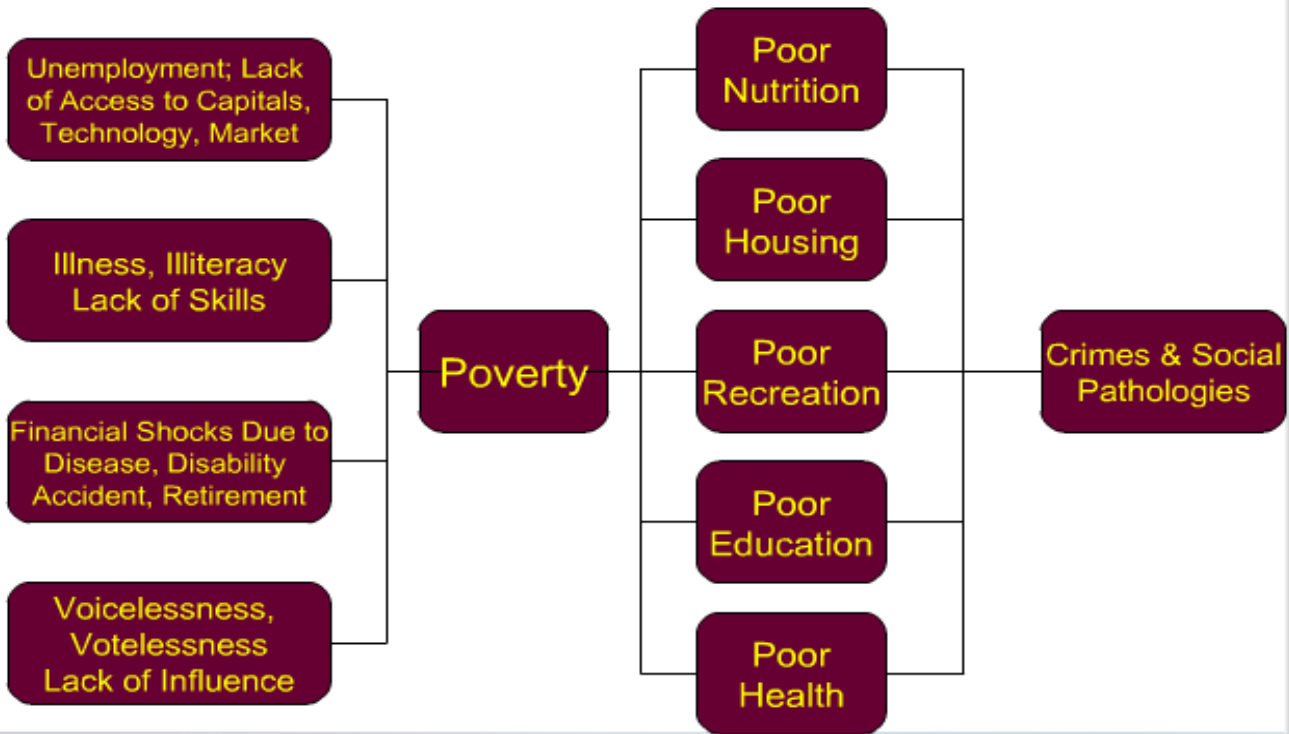 Unemployment; Lack
of Access to Capitals,
Technology, Market
Illness, Illiteracy
Lack of Skills
Financial Shocks Due to
Disease, Disability
Accident, Retirement
Voicelessness,
Votelessness
Lack of Influence
Poverty
Poor
Nutrition
Poor
Housing
Poor
Recreation
Poor
Education
Poor
Health
Crimes & Social
Pathologies